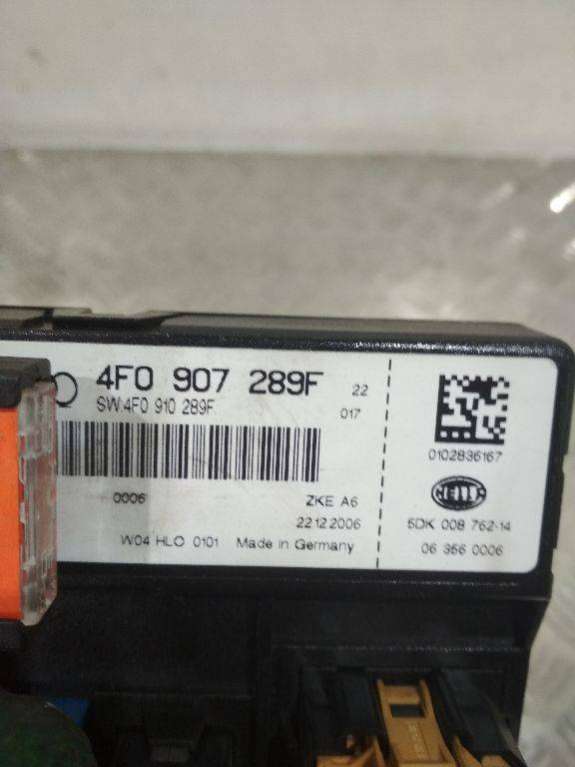 4F0 907 289F 22
SW:4F0 910 289F 017
0006 ZKE A6
22.12.2006
W04 HLO 0101 Made in Germany
0102836167
HELLA
5DK 008 762-14
06 356 0006